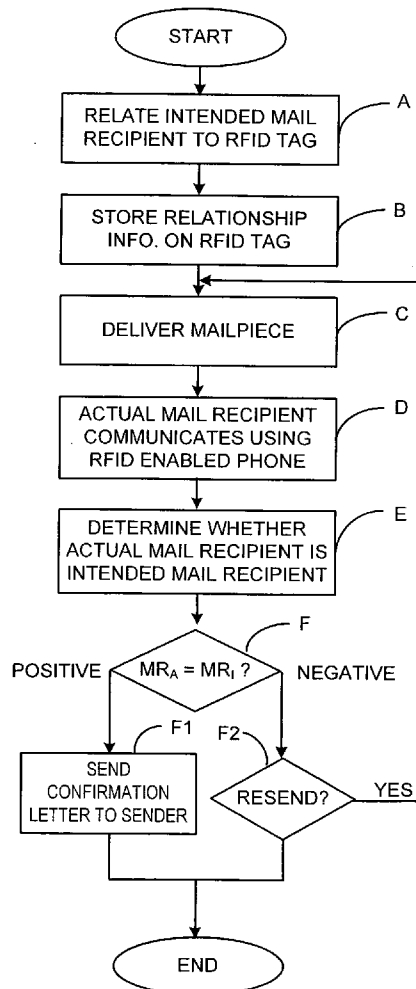 START
RELATE INTENDED MAIL
RECIPIENT TO RFID TAG
A
STORE RELATIONSHIP
INFO. ON RFID TAG
B
DELIVER MAILPIECE
C
ACTUAL MAIL RECIPIENT
COMMUNICATES USING
RFID ENABLED PHONE
D
DETERMINE WHETHER
ACTUAL MAIL RECIPIENT IS
INTENDED MAIL RECIPIENT
E
F
POSITIVE
MRA = MRI ?
NEGATIVE
F1
SEND
CONFIRMATION
LETTER TO SENDER
F2
RESEND?
YES
END